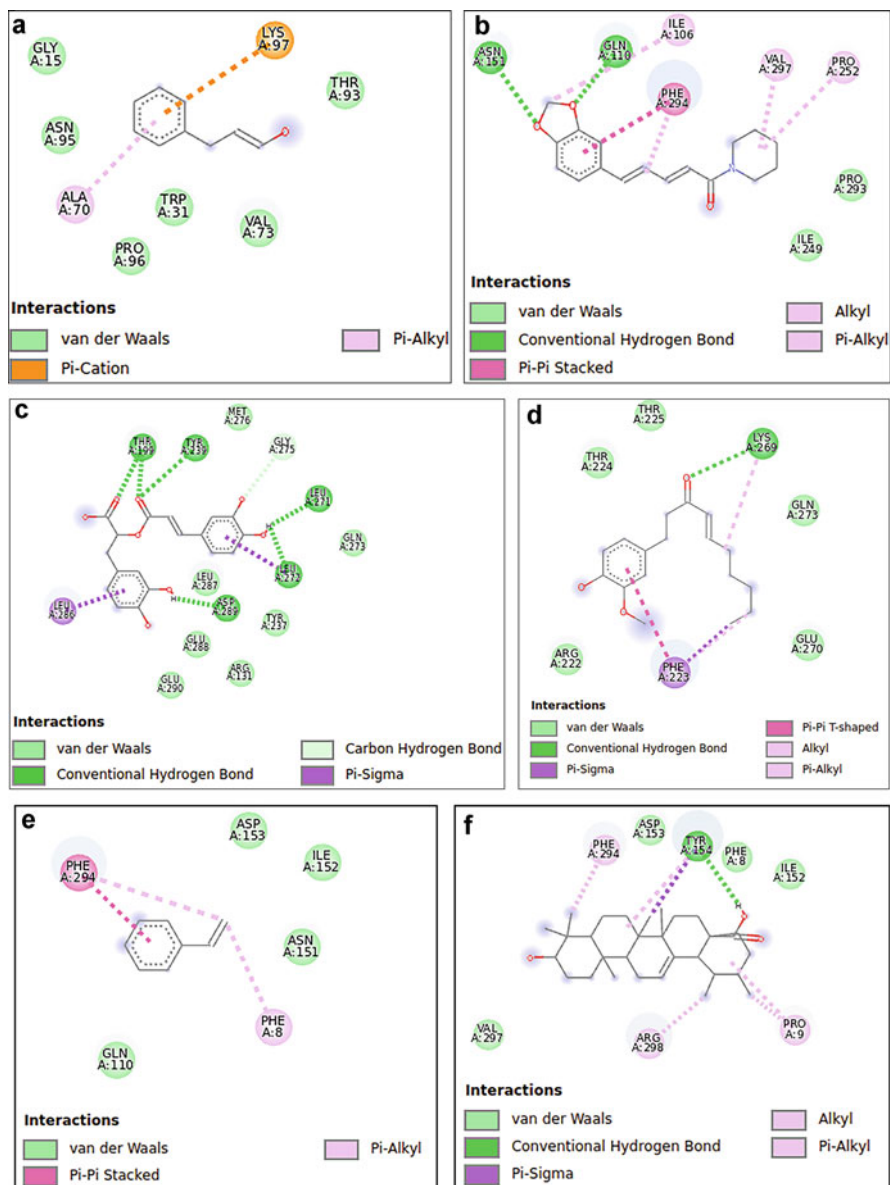 a
LYS
A:97
GLY
A:15
THR
A:93
ASN
A:95
ALA
A:70
TRP
A:31
VAL
A:73
PRO
A:96
Interactions
van der Waals
Pi-Cation
Pi-Alkyl
b
ILE
A:106
ASN
A:151
GLN
A:110
VAL
A:297
PRO
A:252
PHE
A:294
PRO
A:293
ILE
A:249
Interactions
van der Waals
Conventional Hydrogen Bond
Pi-Pi Stacked
Alkyl
Pi-Alkyl
c
MET
A:276
THR
A:199
TYR
A:239
GLY
A:275
LEU
A:271
GLN
A:273
LEU
A:272
LEU
A:287
LEU
A:286
ASP
A:289
TYR
A:237
GLU
A:288
ARG
A:131
GLU
A:290
H
H
Interactions
van der Waals
Conventional Hydrogen Bond
Carbon Hydrogen Bond
Pi-Sigma
d
THR
A:225
LYS
A:269
THR
A:224
GLN
A:273
GLU
A:270
ARG
A:222
PHE
A:223
Interactions
van der Waals
Conventional Hydrogen Bond
Pi-Sigma
Pi-Pi T-shaped
Alkyl
Pi-Alkyl
e
ASP
A:153
PHE
A:294
ILE
A:152
ASN
A:151
PHE
A:8
GLN
A:110
Interactions
van der Waals
Pi-Pi Stacked
Pi-Alkyl
f
ASP
A:153
TYR
A:154
PHE
A:294
PHE
A:8
ILE
A:152
H
VAL
A:297
ARG
A:298
PRO
A:9
Interactions
van der Waals
Conventional Hydrogen Bond
Pi-Sigma
Alkyl
Pi-Alkyl